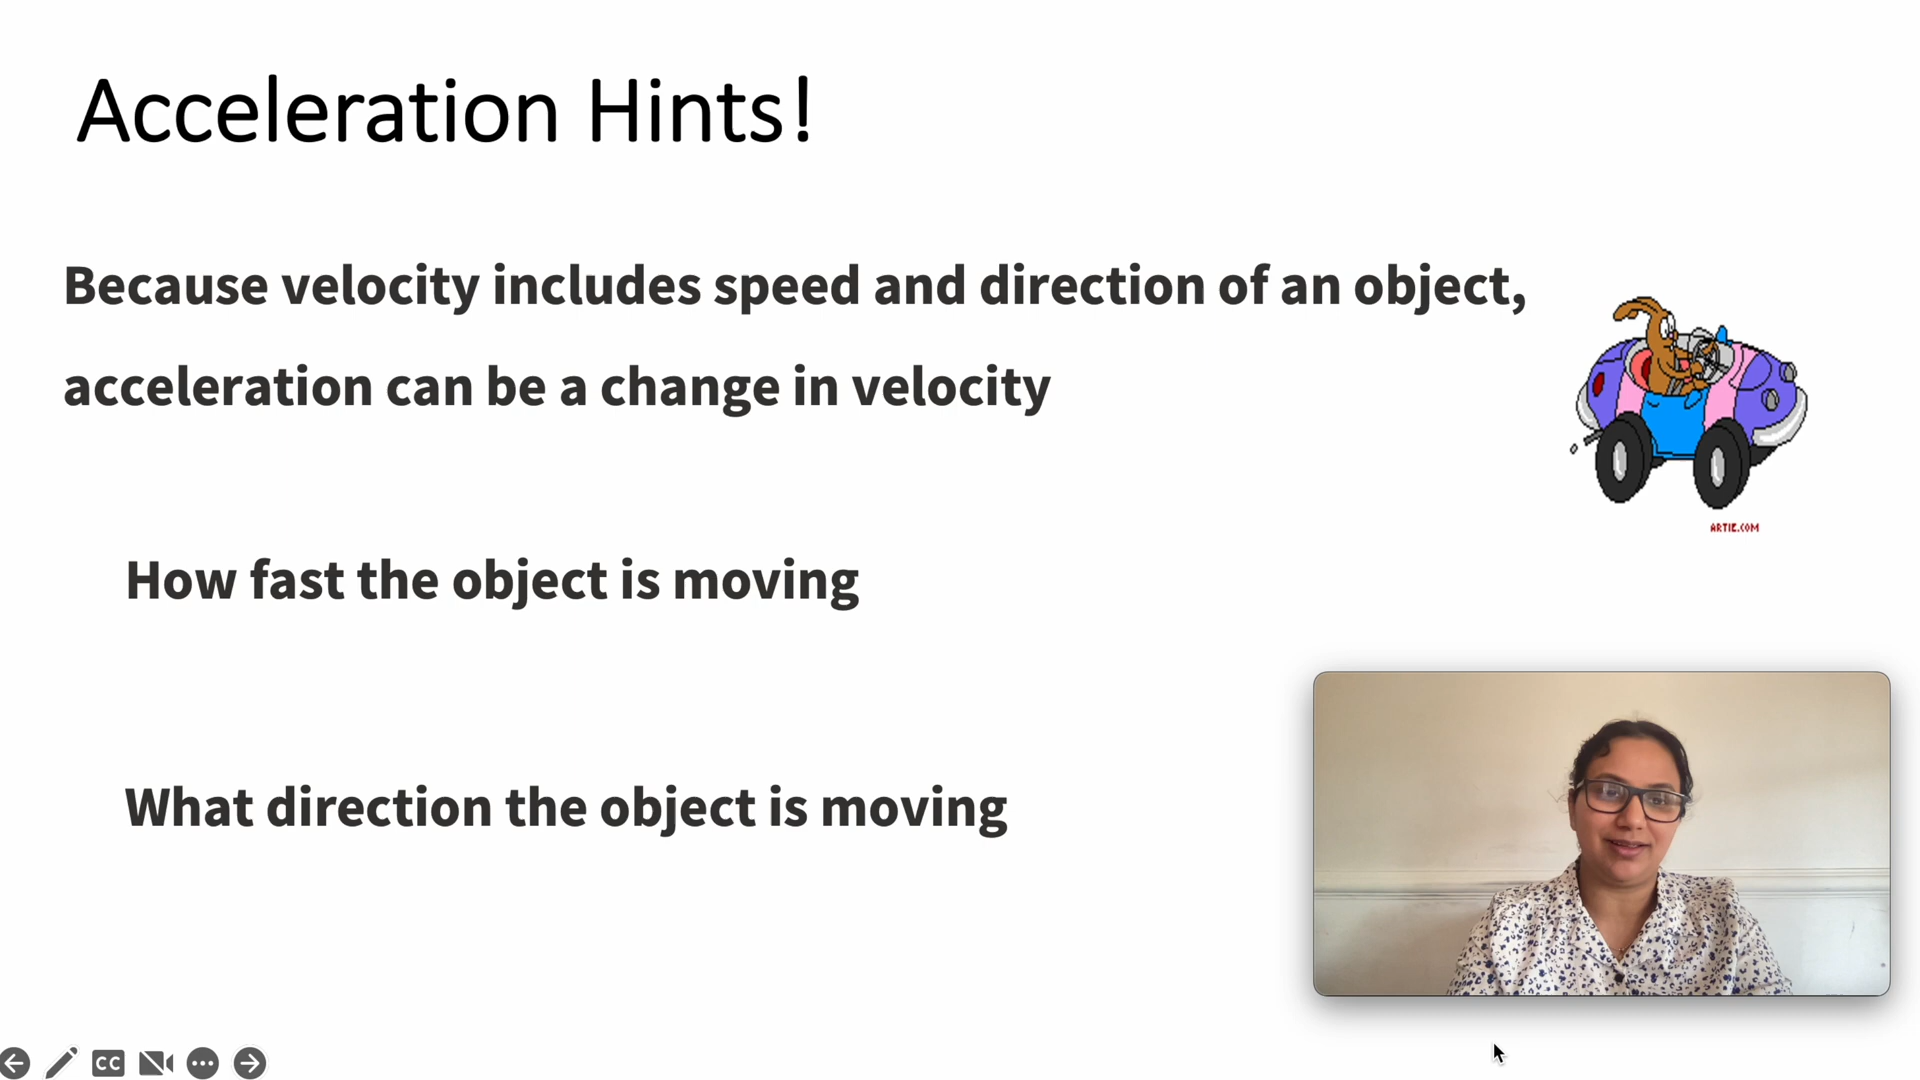 Acceleration Hints!
Because velocity includes speed and direction of an object,
acceleration can be a change in velocity
ARTIE.COM
How fast the object is moving
What direction the object is moving
CC